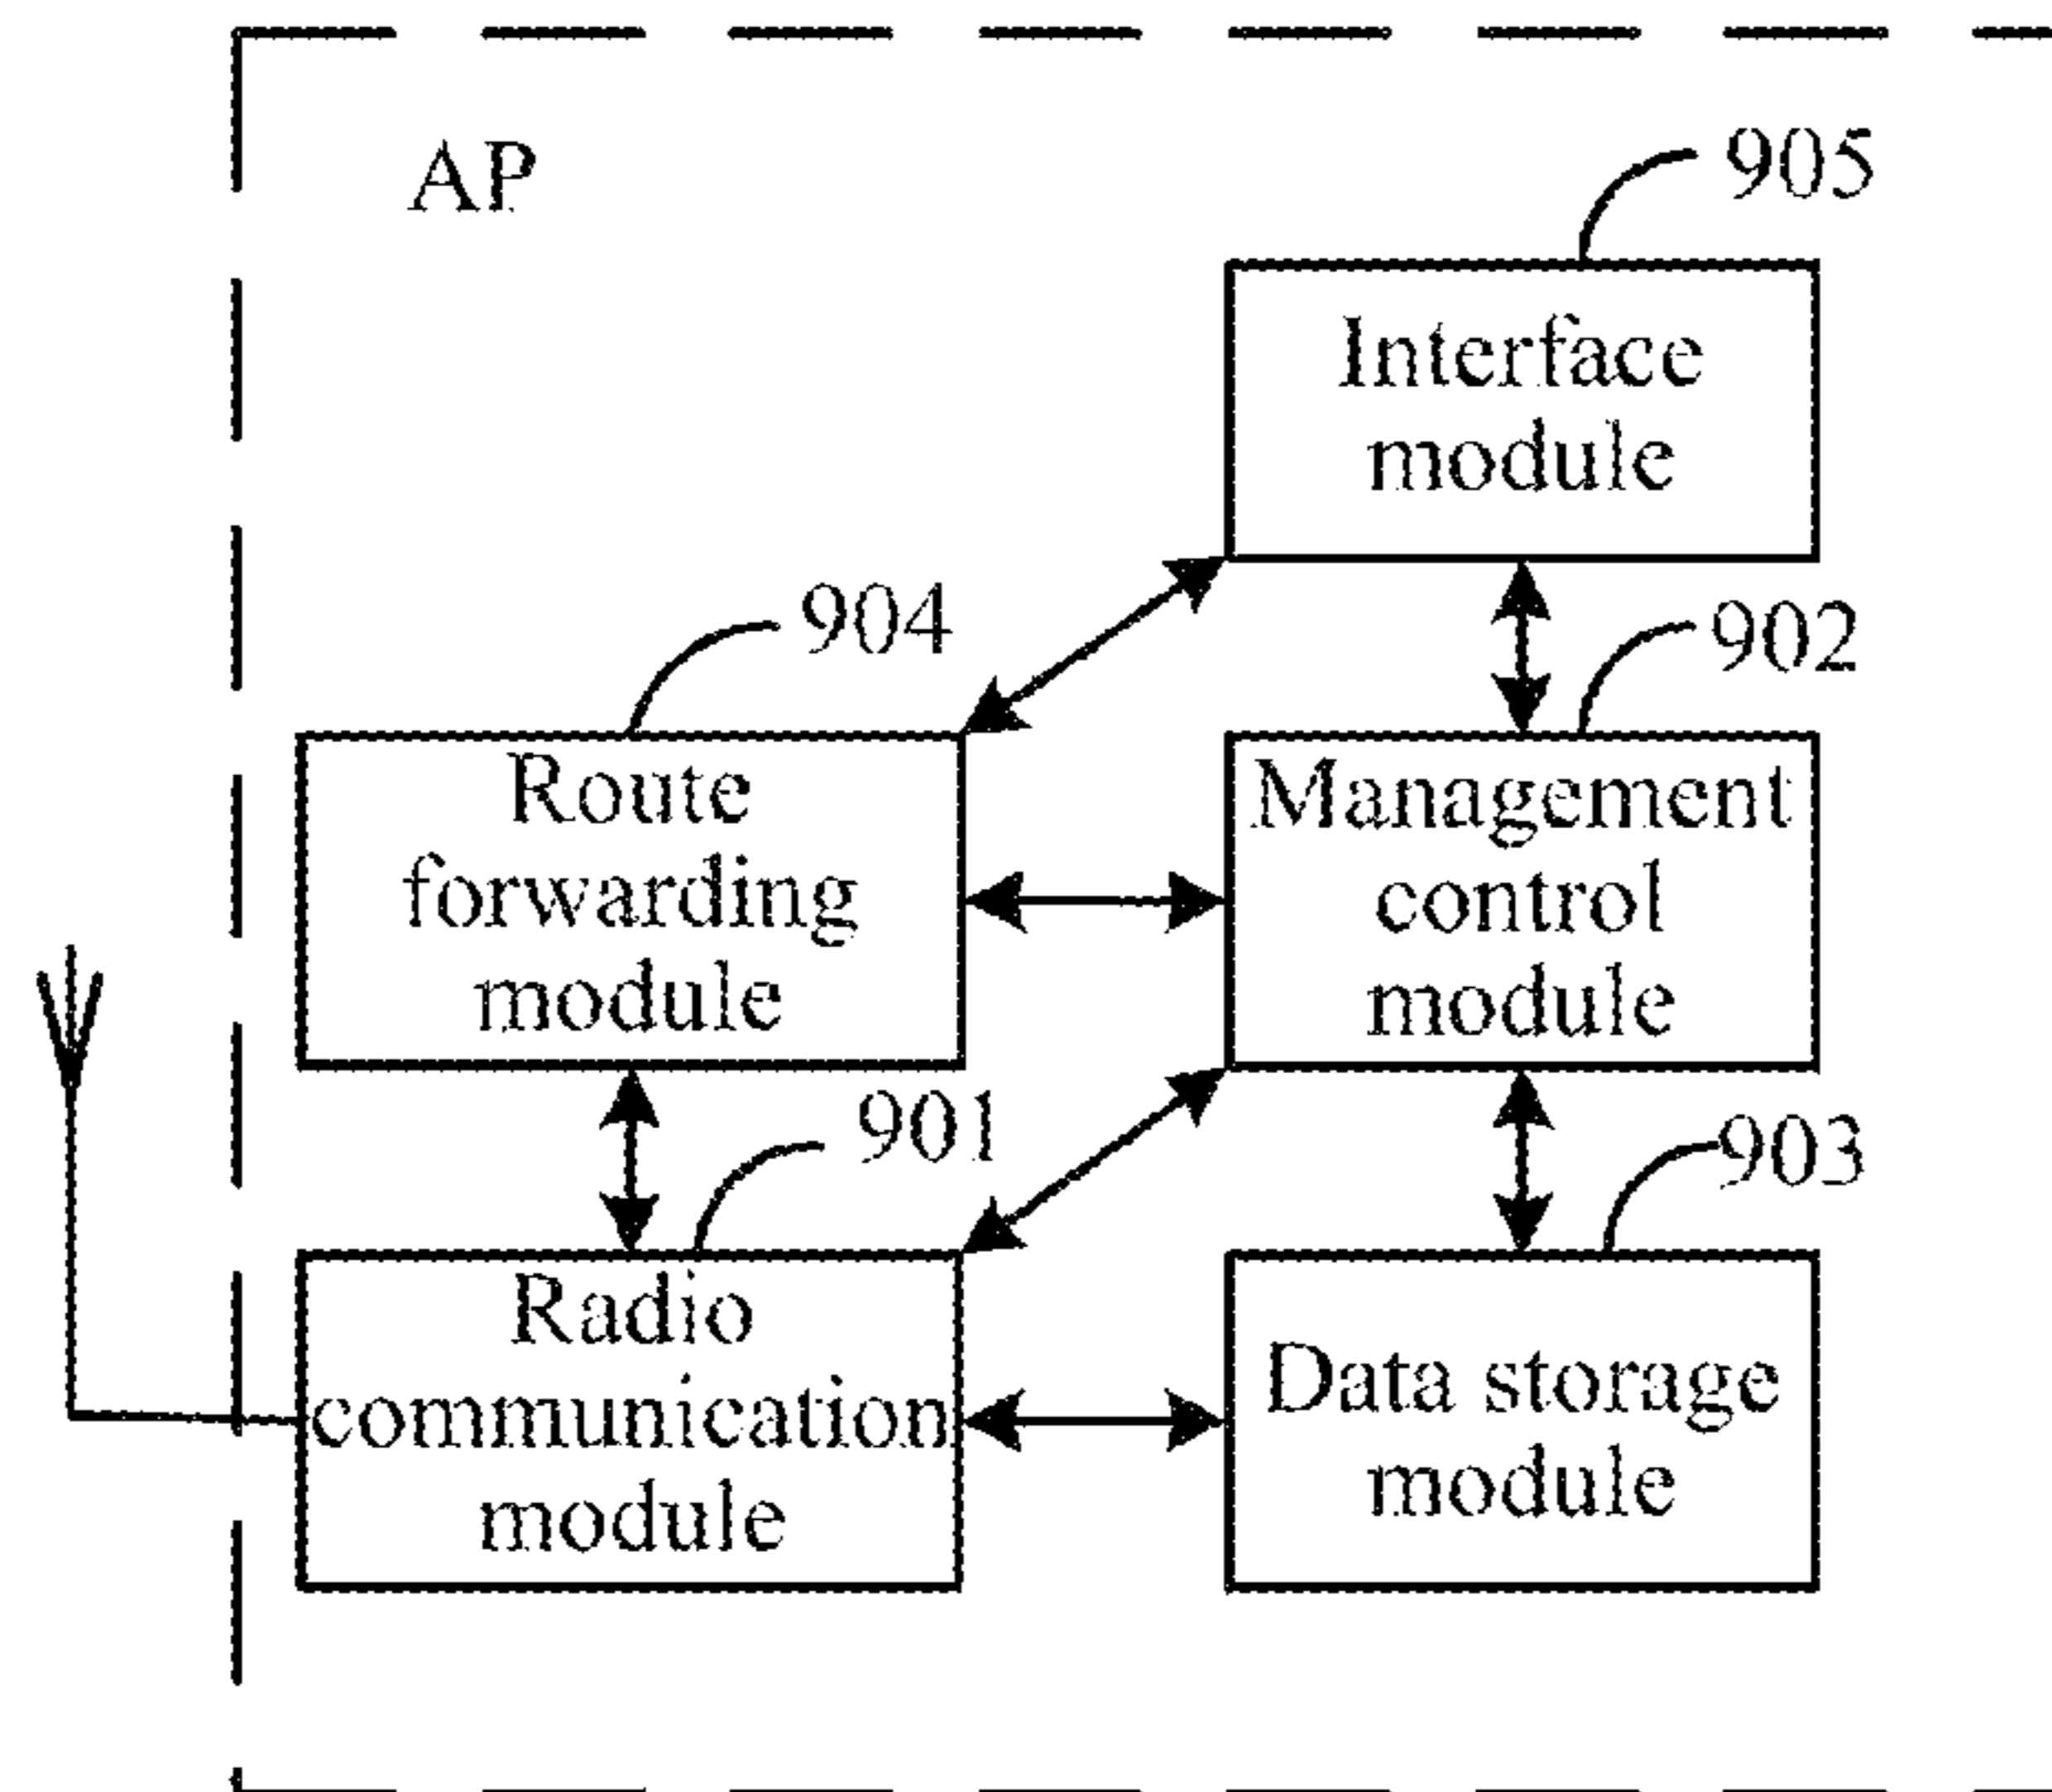 AP
905
Interface
module
904
902
Route
forwarding
module
Management
control
module
901
903
Radio
communication
module
Data storage
module